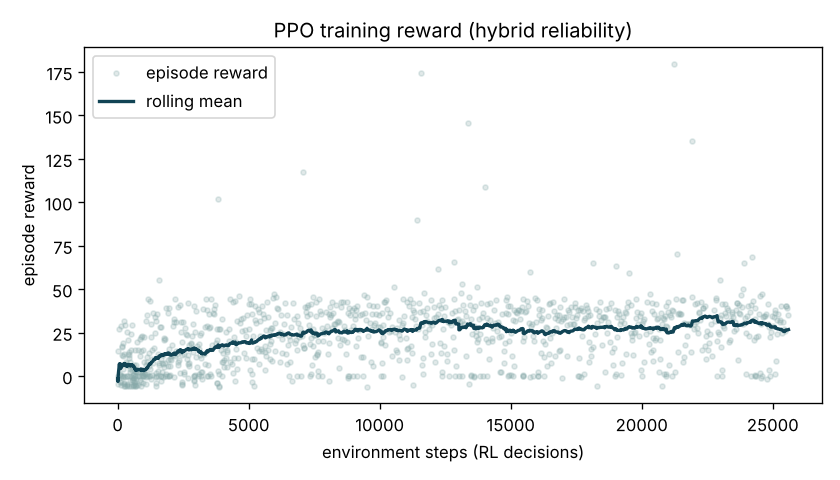 PPO training reward (hybrid reliability)
episode reward
rolling mean
175
150
125
100
75
50
25
0
episode reward
0 5000 10000 15000 20000 25000
environment steps (RL decisions)